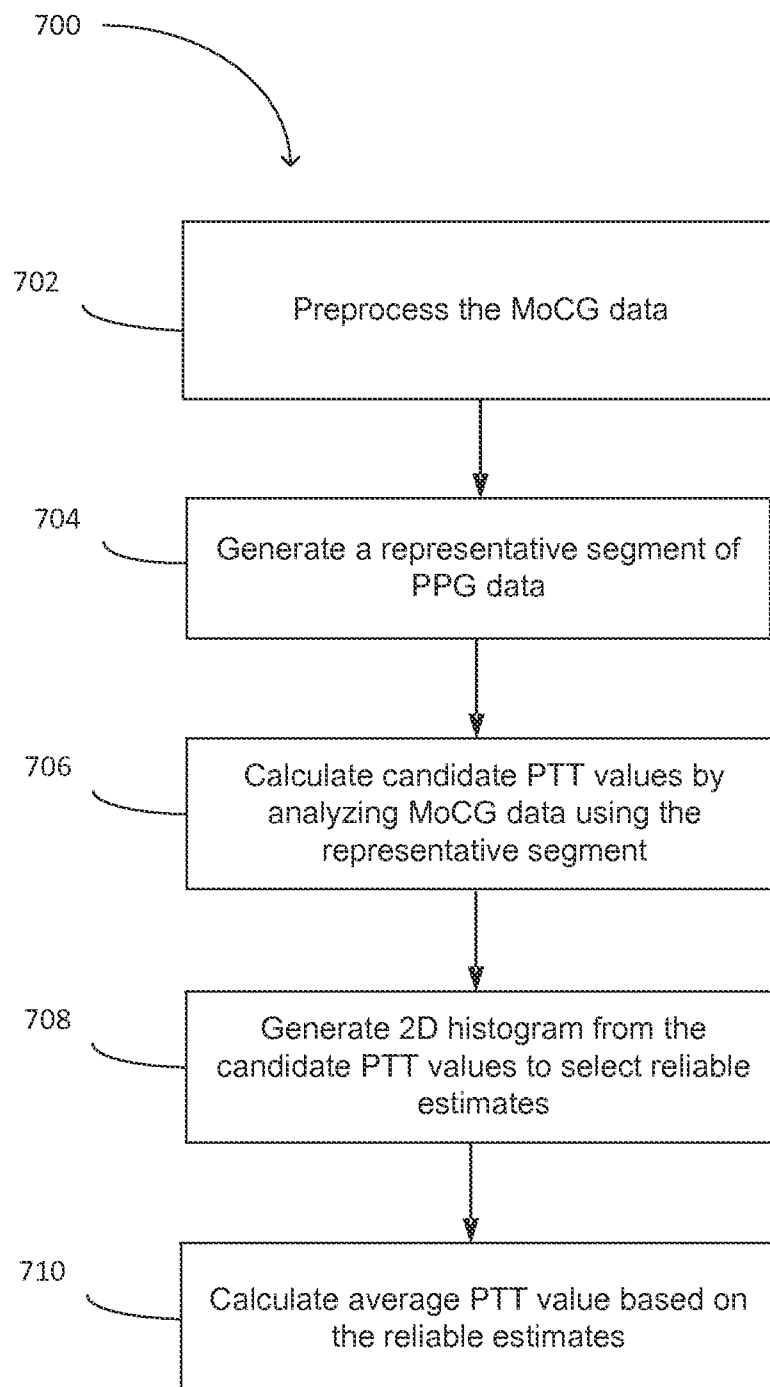 700
702
Preprocess the MoCG data
704
Generate a representative segment of
PPG data
706
Calculate candidate PTT values by
analyzing MoCG data using the
representative segment
708
Generate 2D histogram from the
candidate PTT values to select reliable
estimates
710
Calculate average PTT value based on
the reliable estimates